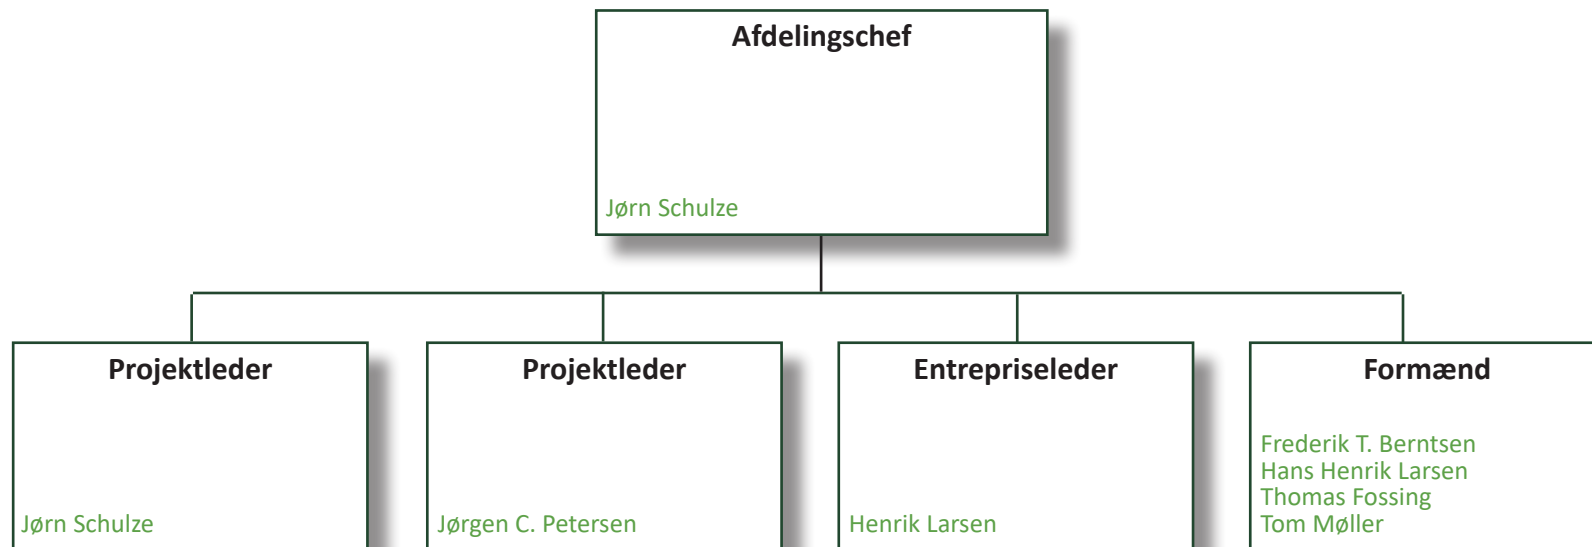 Afdelingschef
Jørn Schulze
Projektleder
Jørn Schulze
Projektleder
Jørgen C. Petersen
Entrepriseleder
Henrik Larsen
Formænd
Frederik T. Berntsen
Hans Henrik Larsen
Thomas Fossing
Tom Møller